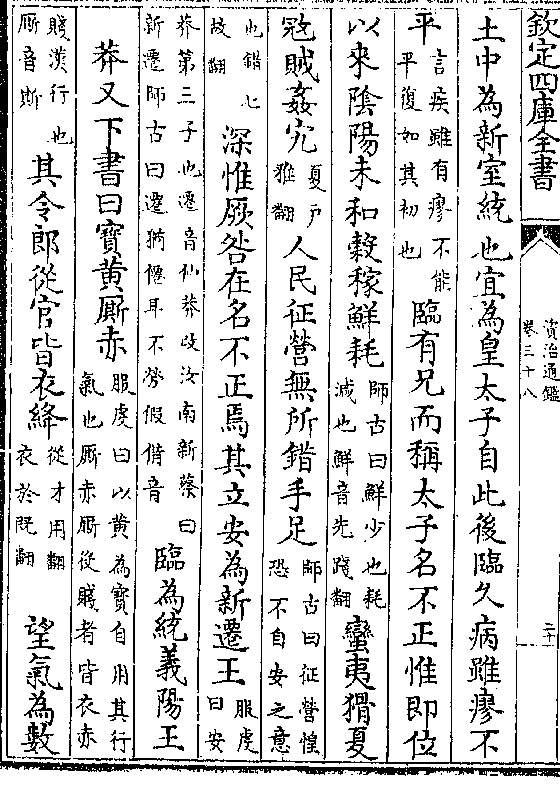 欽定四庫全書
資治通鑑
卷三十八
二十
土中為新室統也宜為皇太子自此後臨久病雖瘳不
平言疾雖有瘳不能平復如其初也臨有兄而稱太子名不正惟即位
以來陰陽未和穀稼鮮耗師古曰鮮少也耗減也鮮音先踐翻蠻夷猾夏
冦賊姦宄夏戸雅翻人民征營無所錯手足師古曰征營惶恐不自安之意
也錯七故翻深惟厥咎在名不正焉其立安為新遷王服䖍曰安
莽第三子也遷音仙莽改汝南新蔡曰新遷師古曰遷猶僊耳不勞假借音臨為統義陽王
莽又下書曰寶黄厮赤服䖍曰以黄為寶自用其行氣也厮赤厮役賤者皆衣赤
賤漢行也厮音斯其令郎從官皆衣絳從才用翻衣於既翻望氣為數